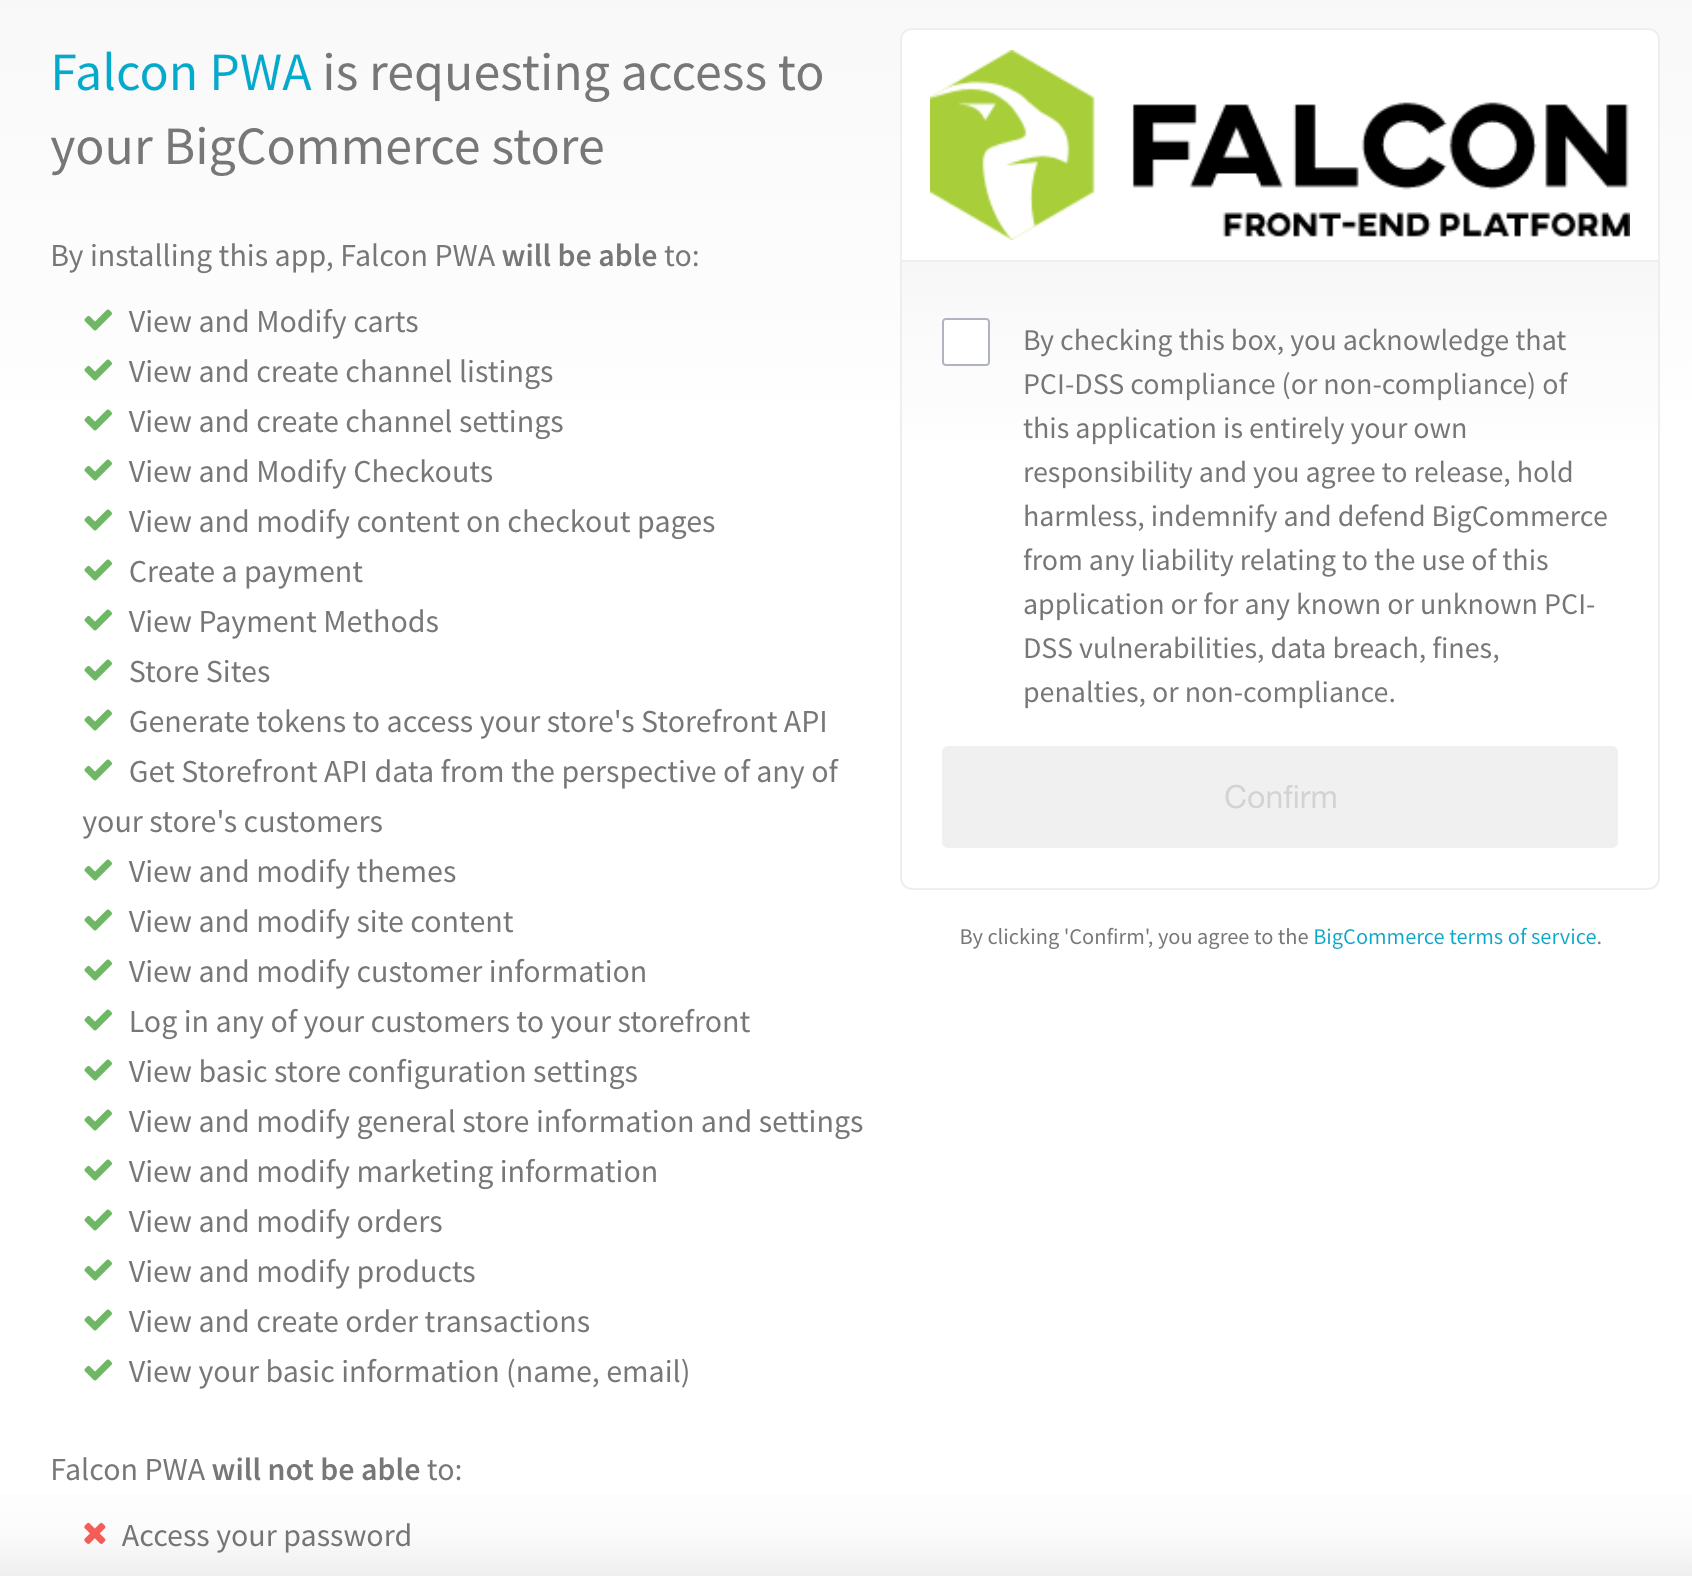 Falcon PWA is requesting access to
your BigCommerce store
By installing this app, Falcon PWA will be able to:
View and Modify carts
View and create channel listings
View and create channel settings
View and Modify Checkouts
View and modify content on checkout pages
Create a payment
View Payment Methods
Store Sites
Generate tokens to access your store's Storefront API
Get Storefront API data from the perspective of any of
your store's customers
View and modify themes
View and modify site content
View and modify customer information
Log in any of your customers to your storefront
View basic store configuration settings
View and modify general store information and settings
View and modify marketing information
View and modify orders
View and modify products
View and create order transactions
View your basic information (name, email)
Falcon PWA will not be able to:
Access your password
FALCON
FRONT-END PLATFORM
By checking this box, you acknowledge that
PCI-DSS compliance (or non-compliance) of
this application is entirely your own
responsibility and you agree to release, hold
harmless, indemnify and defend BigCommerce
from any liability relating to the use of this
application or for any known or unknown PCI-
DSS vulnerabilities, data breach, fines,
penalties, or non-compliance.
Confirm
By clicking 'Confirm', you agree to the BigCommerce terms of service.